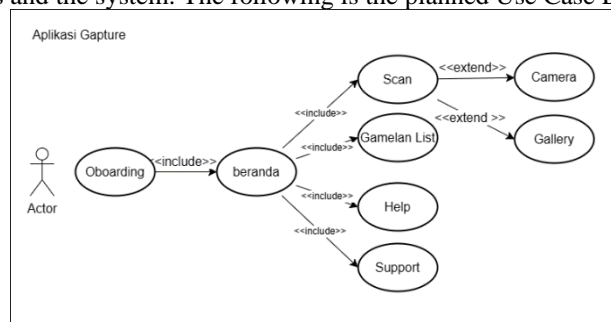 s and the system. The following is the planned Use Case
Aplikasi Gapture
Scan
<<extend>>
Camera
<<include>>
<<extend >>
Gamelan List
Gallery
<<include>>
Actor
Oboarding
<<include>>
beranda
<<include>>
Help
<<include>>
Support